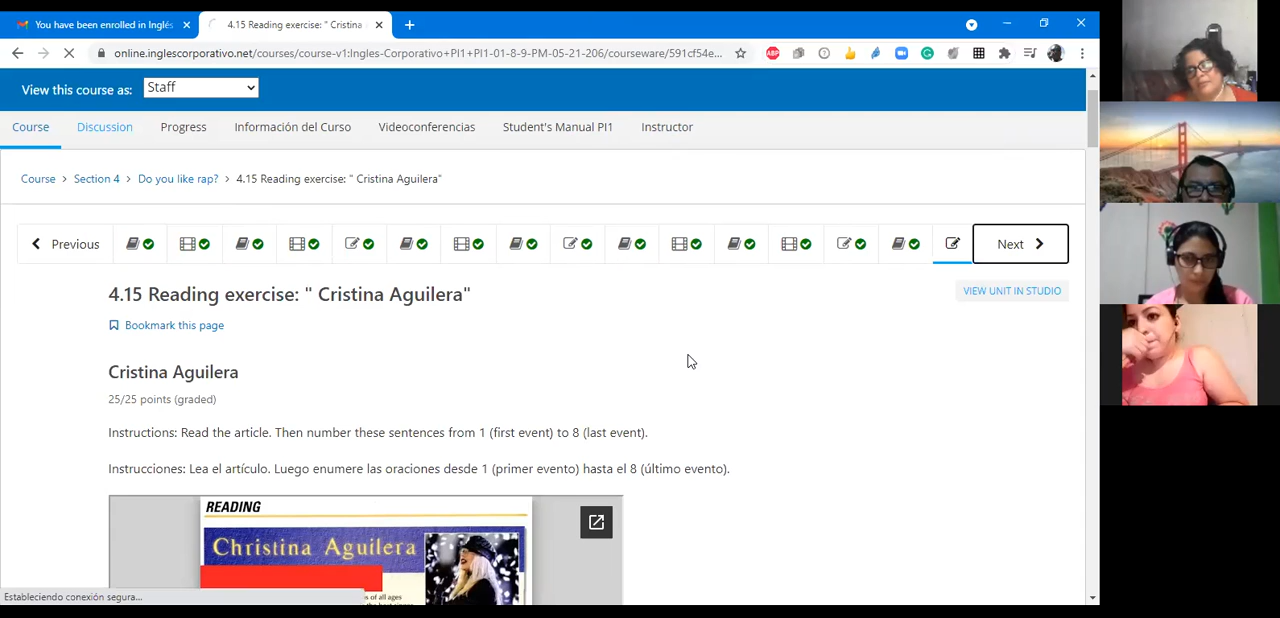 You have been enrolled in Inglés
4.15 Reading exercise: " Cristina
online.inglescorporativo.net/courses/course-v1:Ingles-Corporativo+PI1+PI1-01-8-9-PM-05-21-206/courseware/591cf54e...
View this course as: Staff
Course Discussion Progress Información del Curso Videoconferencias Student's Manual PI1 Instructor
Course > Section 4 > Do you like rap? > 4.15 Reading exercise: " Cristina Aguilera"
Previous
Next
4.15 Reading exercise: " Cristina Aguilera"
VIEW UNIT IN STUDIO
Bookmark this page
Cristina Aguilera
25/25 points (graded)
Instructions: Read the article. Then number these sentences from 1 (first event) to 8 (last event).
Instrucciones: Lea el artículo. Luego enumere las oraciones desde 1 (primer evento) hasta el 8 (último evento).
READING
Christina Aguilera
s of all ages
Estableciendo conexión segura...